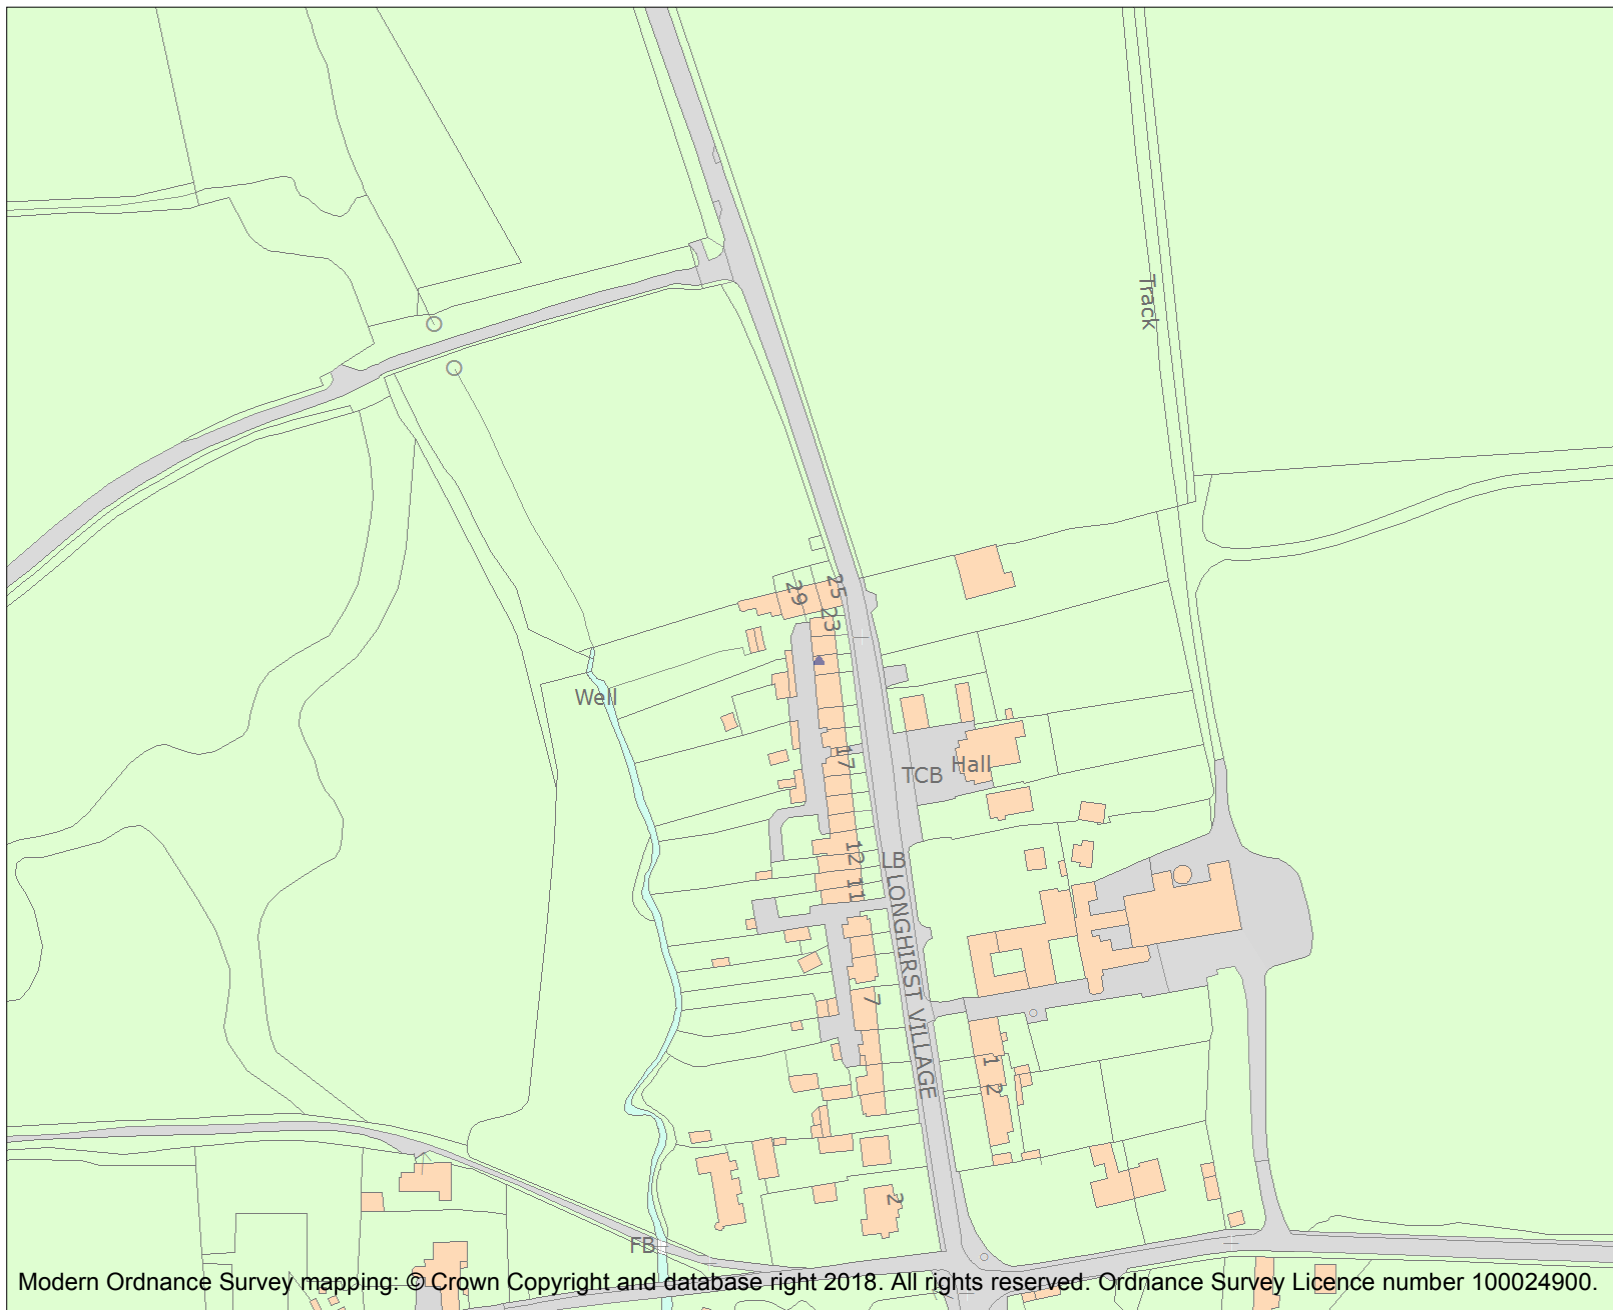 Track
25
29
23
Well
17
Hall
TCB
12
LB
11
LONGHIRST VILLAGE
7
1
2
2
FB
Modern Ordnance Survey mapping: © Crown Copyright and database right 2018. All rights reserved. Ordnance Survey Licence number 100024900.